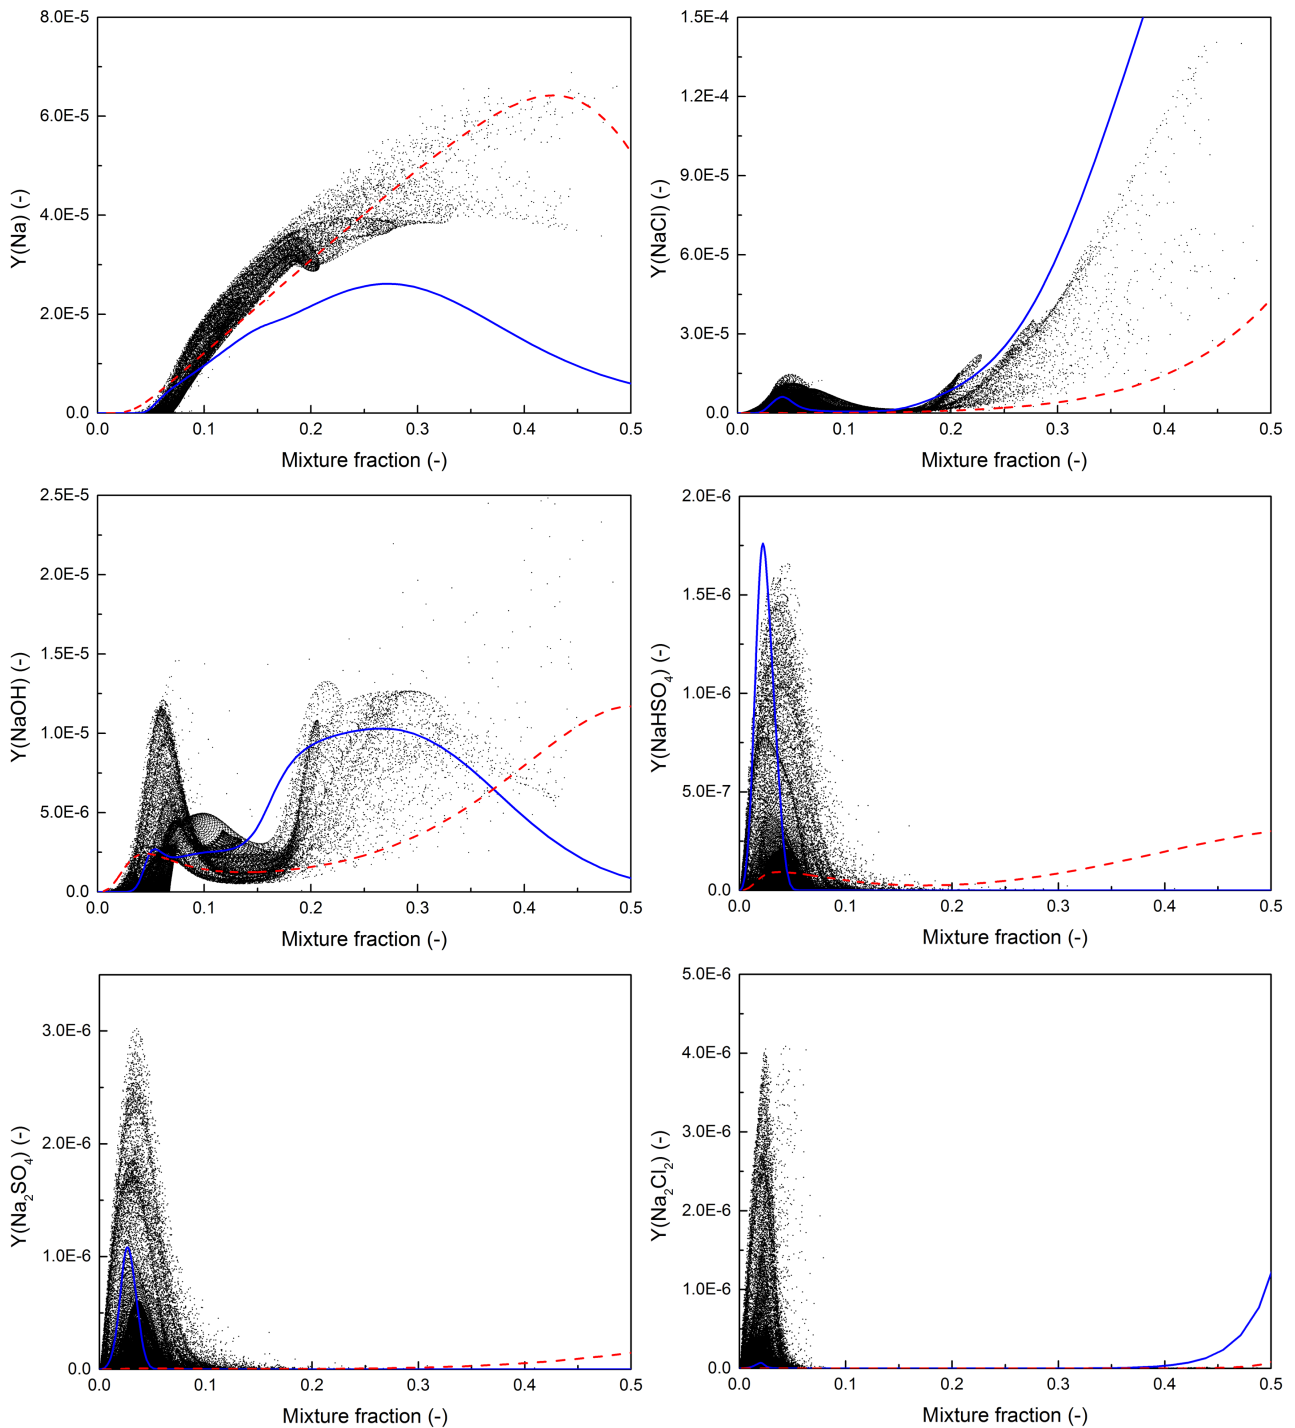 8.0E-5
6.0E-5
4.0E-5
2.0E-5
0.0
Y(Na) (-)
0.0 0.1 0.2 0.3 0.4 0.5
Mixture fraction (-)
1.5E-4
1.2E-4
9.0E-5
6.0E-5
3.0E-5
0.0
Y(NaCl) (-)
0.0 0.1 0.2 0.3 0.4 0.5
Mixture fraction (-)
2.5E-5
2.0E-5
1.5E-5
1.0E-5
5.0E-6
0.0
Y(NaOH) (-)
0.0 0.1 0.2 0.3 0.4 0.5
Mixture fraction (-)
2.0E-6
1.5E-6
1.0E-6
5.0E-7
0.0
Y(NaHSO₄) (-)
0.0 0.1 0.2 0.3 0.4 0.5
Mixture fraction (-)
3.0E-6
2.0E-6
1.0E-6
0.0
Y(Na₂SO₄) (-)
0.0 0.1 0.2 0.3 0.4 0.5
Mixture fraction (-)
5.0E-6
4.0E-6
3.0E-6
2.0E-6
1.0E-6
0.0
Y(Na₂Cl₂) (-)
0.0 0.1 0.2 0.3 0.4 0.5
Mixture fraction (-)